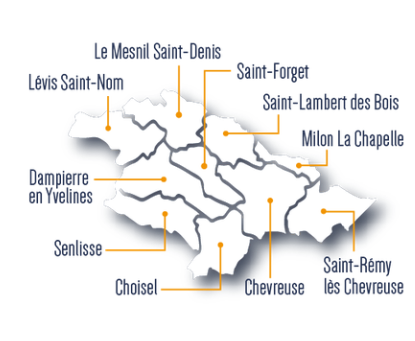 Le Mesnil Saint-Denis
Saint-Forget
Lévis Saint-Nom
Saint-Lambert des Bois
Milon La Chapelle
Dampierre
en Yvelines
Senlisse
Choisel
Chevreuse
Saint-Rémy
lès Chevreuse